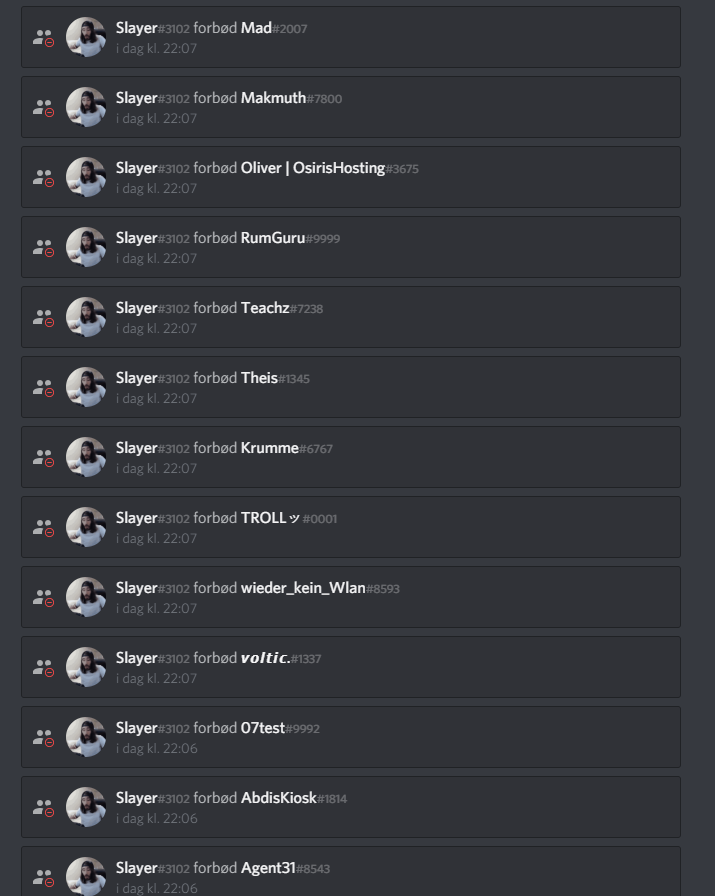 Slayer#3102 forbød Mad#2007
i dag kl. 22:07
Slayer#3102 forbød Makmuth#7800
i dag kl. 22:07
Slayer#3102 forbød Oliver | OsirisHosting#3675
i dag kl. 22:07
Slayer#3102 forbød RumGuru#9999
i dag kl. 22:07
Slayer#3102 forbød Teachz#7238
i dag kl. 22:07
Slayer#3102 forbød Theis#1345
i dag kl. 22:07
Slayer#3102 forbød Krumme#6767
i dag kl. 22:07
Slayer#3102 forbød TROLLッ#0001
i dag kl. 22:07
Slayer#3102 forbød wieder_kein_Wlan#8593
i dag kl. 22:07
Slayer#3102 forbød 𝙫𝙤𝙡𝙩𝙞𝙘.#1337
i dag kl. 22:07
Slayer#3102 forbød 07test#9992
i dag kl. 22:06
Slayer#3102 forbød AbdisKiosk#1814
i dag kl. 22:06
Slayer#3102 forbød Agent31#8543
i dag kl. 22:06